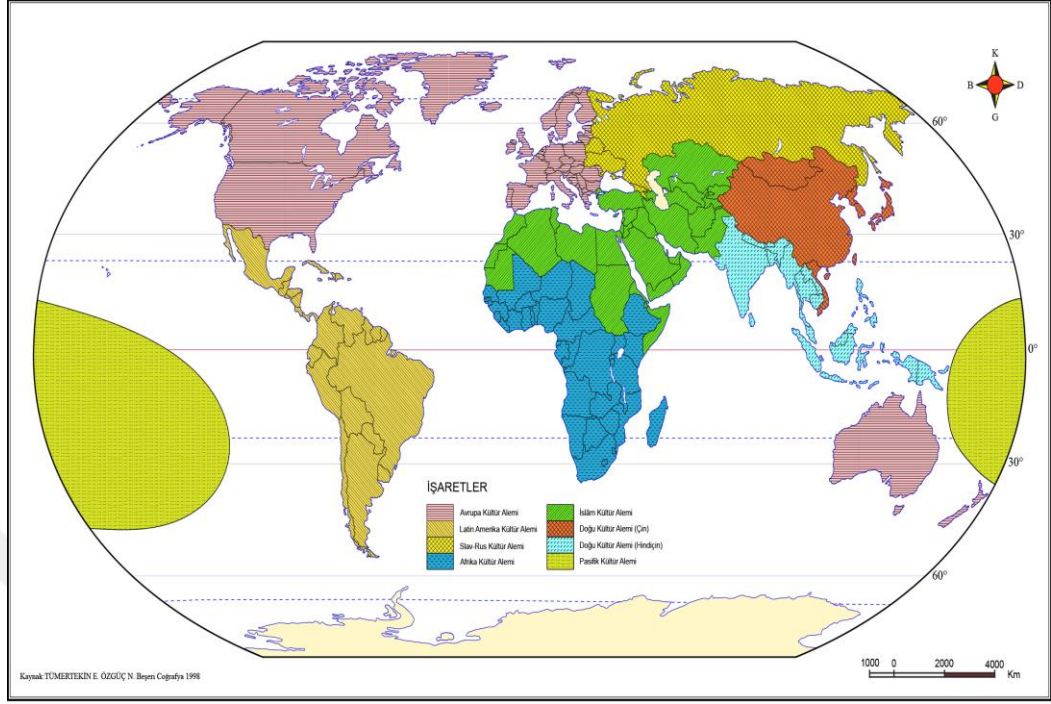 K
B D
G
60°
30°
0°
30°
60°
İŞARETLER
Avrupa Kültür Alemi
Latin Amerika Kültür Alemi
Slav-Rus Kültür Alemi
Afrika Kültür Alemi
İslâm Kültür Alemi
Doğu Kültür Alemi (Çin)
Doğu Kültür Alemi (Hindiçin)
Pasifik Kültür Alemi
Kaynak TÜMERTEKİN E. ÖZGÜÇ N. Beşeri Coğrafya 1998
1000 0 2000 4000
Km